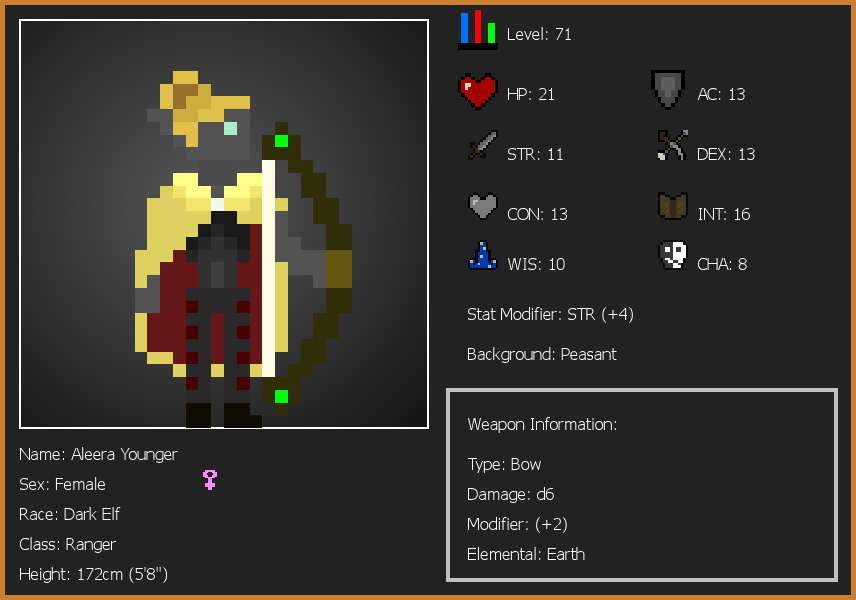 Level: 71
HP: 21
AC: 13
STR: 11
DEX: 13
CON: 13
INT: 16
WIS: 10
CHA: 8
Stat Modifier: STR (+4)
Background: Peasant
Weapon Information:
Type: Bow
Damage: d6
Modifier: (+2)
Elemental: Earth
Name: Aleera Younger
Sex: Female
Race: Dark Elf
Class: Ranger
Height: 172cm (5'8")